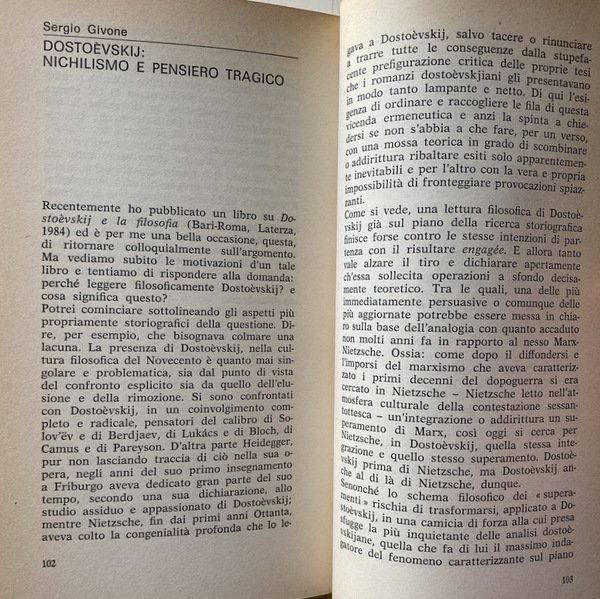 Sergio Givone
DOSTOÈVSKIJ:
NICHILISMO E PENSIERO TRAGICO
Recentemente ho pubblicato un libro su Do-
stoèvskij e la filosofia (Bari-Roma, Laterza,
1984) ed è per me una bella occasione, questa,
di ritornare colloquialmente sull'argomento.
Ma vediamo subito le motivazioni d'un tale
libro e tentiamo di rispondere alla domanda:
perché leggere filosoficamente Dostoèvskij? e
cosa significa questo?
Potrei cominciare sottolineando gli aspetti più
propriamente storiografici della questione. Di-
re, per esempio, che bisognava colmare una
lacuna. La presenza di Dostoèvskij, nella cul-
tura filosofica del Novecento è quanto mai sin-
golare e problematica, sia dal punto di vista
del confronto esplicito sia da quello dell'elu-
sione e della rimozione. Si sono confrontati
con Dostoèvskij, in un coinvolgimento com-
pleto e radicale, pensatori del calibro di So-
lov'ëv e di Berdjaev, di Lukács e di Bloch, di
Camus e di Pareyson. D'altra parte Heidegger,
pur non lasciando traccia di ciò nella sua o-
pera, negli anni del suo primo insegnamento
a Friburgo aveva dedicato gran parte del suo
tempo, secondo una sua dichiarazione, allo
studio assiduo e appassionato di Dostoèvskij;
mentre Nietzsche, fin dai primi anni Ottanta,
aveva colto la congenialità profonda che lo le-
102
gava a Dostoèvskij, salvo tacere o rinunciare
a trarre tutte le conseguenze dalla stupefa-
cente prefigurazione critica delle proprie tesi
che i romanzi dostoèvskjiani gli presentavano
in modo tanto lampante e netto. Di qui l'esi-
genza di ordinare e raccogliere le fila di questa
vicenda ermeneutica e anzi la spinta a chie-
dersi se non s'abbia a che fare, per un verso,
con una mossa teorica in grado di scombinare
o addirittura ribaltare esiti solo apparentemen-
te inevitabili e per l'altro con la vera e propria
impossibilità di fronteggiare provocazioni spiaz-
zanti.
Come si vede, una lettura filosofica di Dostoè-
vskij già sul piano della ricerca storiografica
finisce forse contro le stesse intenzioni di par-
tenza con il risultare engagée. E allora tanto
vale alzare il tiro e dichiarare apertamente
ch'essa sollecita operazioni a sfondo decisa-
mente teoretico. Tra le quali, una delle più
immediatamente persuasive o comunque delle
più aggiornate potrebbe essere messa in chia-
ro sulla base dell'analogia con quanto accaduto
non molti anni fa in rapporto al nesso Marx-
Nietzsche. Ossia: come dopo il diffondersi e
l'imporsi del marxismo che aveva caratteriz-
zato i primi decenni del dopoguerra si era
cercato in Nietzsche – Nietzsche letto nell'at-
mosfera culturale della contestazione sessan-
tottesca – un'integrazione o addirittura un su-
peramento di Marx, così oggi si cerca per
Nietzsche, in Dostoèvskij, quella stessa inte-
grazione e quello stesso superamento. Dostoè-
vskij prima di Nietzsche, ma Dostoèvskij an-
che al di là di Nietzsche, dunque.
Senonché lo schema filosofico dei « supera-
menti » rischia di trasformarsi, applicato a Do-
stoèvskij, in una camicia di forza alla cui presa
sfugge la più inquietante delle analisi dostoè-
vskijane, quella che fa di lui il massimo inda-
gatore del fenomeno caratterizzante sul piano
103